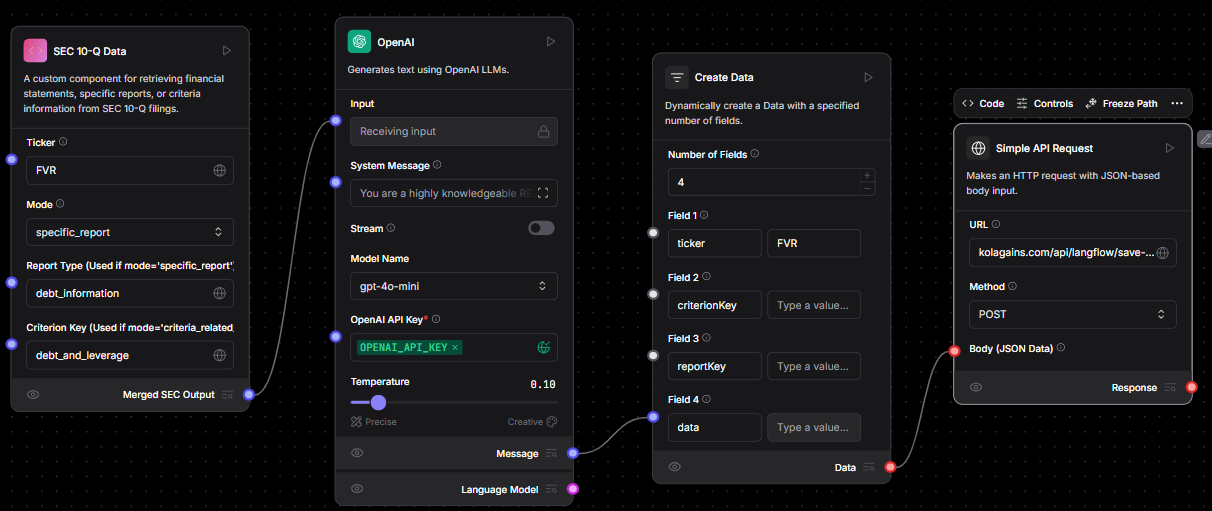 SEC 10-Q Data
A custom component for retrieving financial
statements, specific reports, or criteria
information from SEC 10-Q filings.
Ticker
FVR
Mode
specific_report
Report Type (Used if mode='specific_report'
debt_information
Criterion Key (Used if mode='criteria_related
debt_and_leverage
Merged SEC Output
OpenAI
Generates text using OpenAI LLMs.
Input
Receiving input
System Message
You are a highly knowledgeable
Stream
Model Name
gpt-4o-mini
OpenAI API Key*
OPENAI_API_KEY ×
Temperature
0.10
Precise
Creative
Message
Language Model
Create Data
Dynamically create a Data with a specified
number of fields.
Number of Fields
4
Field 1
ticker
FVR
Field 2
criterionKey
Type a value...
Field 3
reportKey
Type a value...
Field 4
data
Type a value...
Data
Code
Controls
Freeze Path
Simple API Request
Makes an HTTP request with JSON-based
body input.
URL
kolagains.com/api/langflow/save-...
Method
POST
Body (JSON Data)
Response